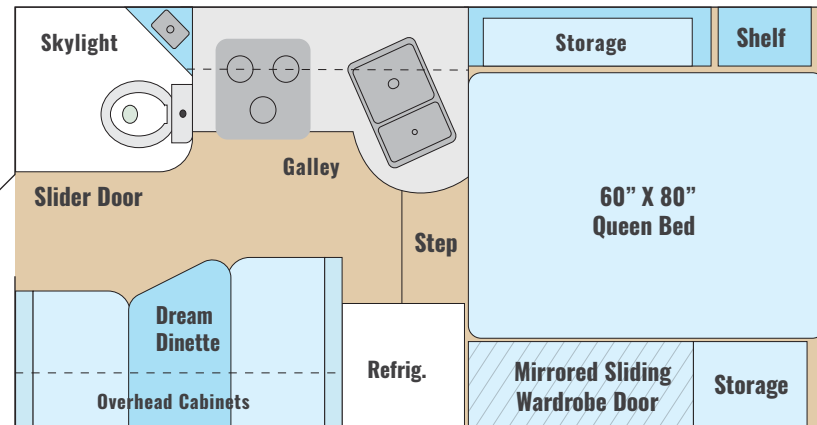 Skylight
Storage
Shelf
Galley
Slider Door
60” X 80”
Queen Bed
Step
Dream
Dinette
Refrig.
Mirrored Sliding
Wardrobe Door
Storage
Overhead Cabinets